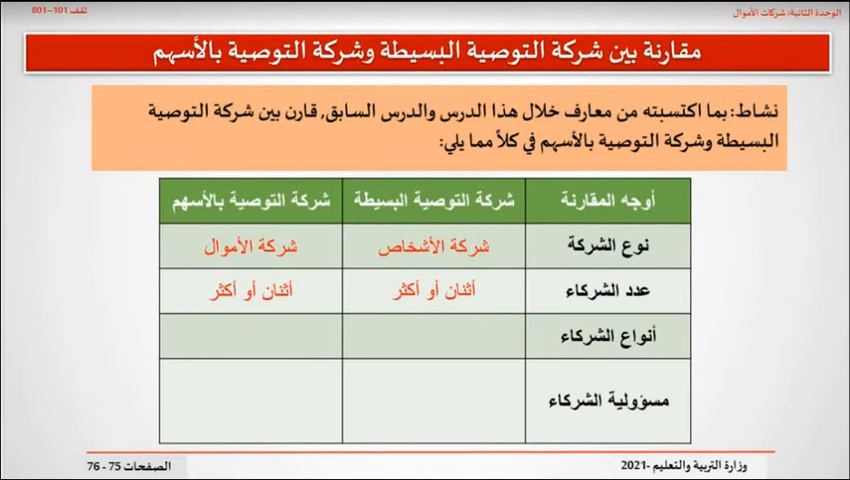 الوحدة الثانية: شركات الأموال
ثقف 101–801
مقارنة بين شركة التوصية البسيطة وشركة التوصية بالأسهم
نشاط: بما اكتسبته من معارف خلال هذا الدرس والدرس السابق, قارن بين شركة التوصية
البسيطة وشركة التوصية بالأسهم في كلاً مما يلي:
أوجه المقارنة شركة التوصية البسيطة شركة التوصية بالأسهم
نوع الشركة شركة الأشخاص شركة الأموال
عدد الشركاء أثنان أو أكثر أثنان أو أكثر
أنواع الشركاء
مسؤولية الشركاء
وزارة التربية والتعليم -2021
الصفحات 75 - 76